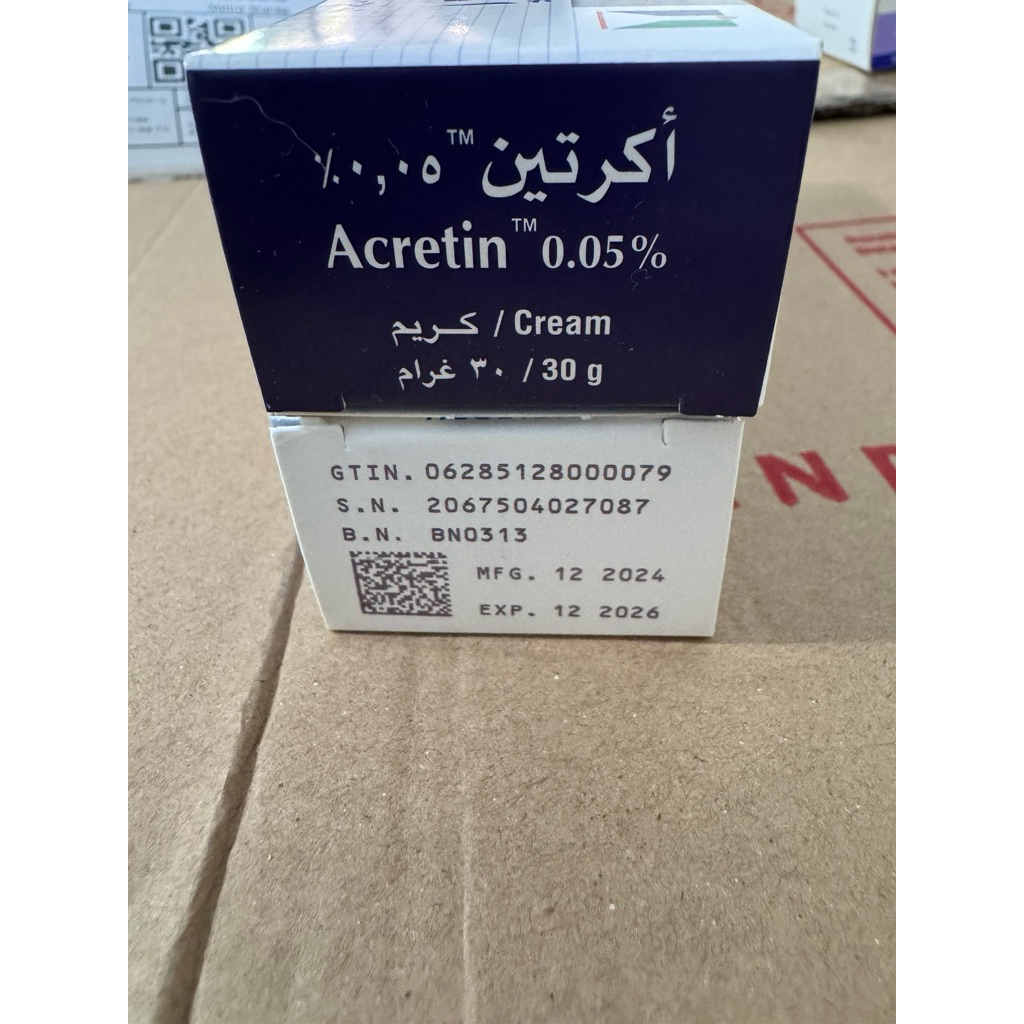 أكرتين™ ٠,٠٥٪
Acretin™ 0.05%
كريم / Cream
٣٠ غرام / 30 g
GTIN. 06285128000079
S.N. 2067504027087
B.N. BN0313
MFG. 12 2024
EXP. 12 2026